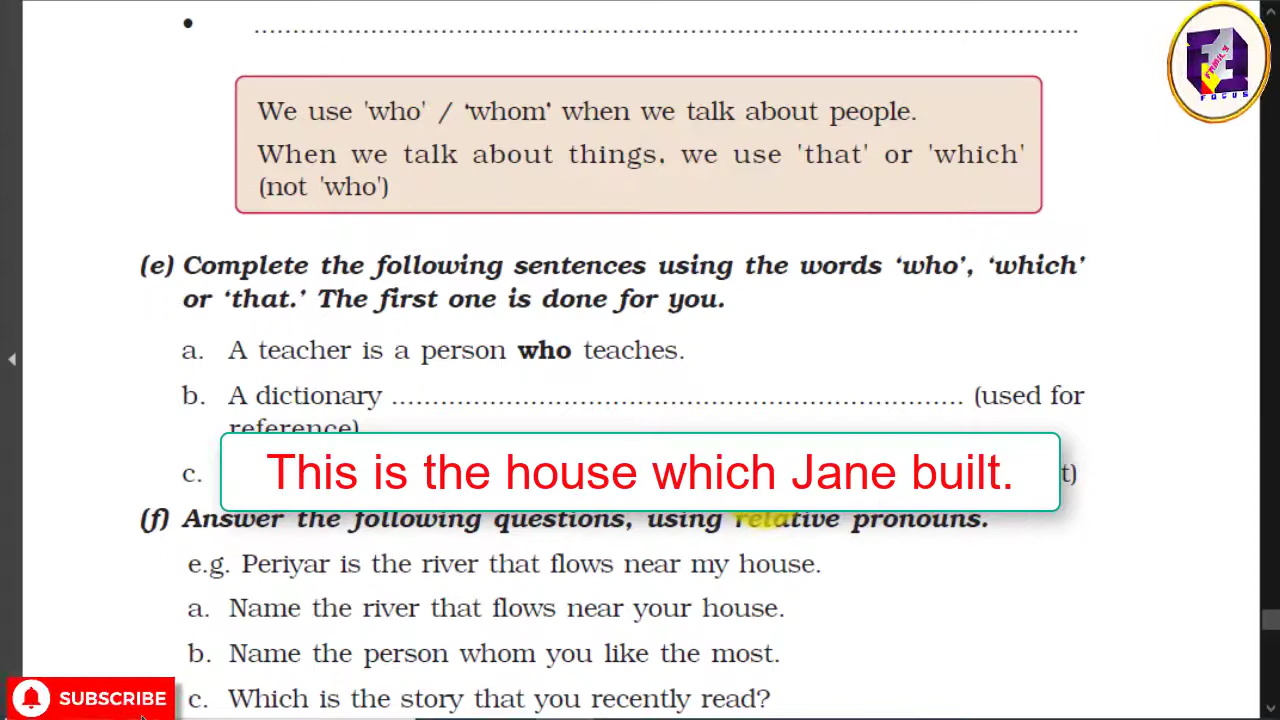 • ........................................................................................................
FAMILY
FOCUS
We use 'who' / 'whom' when we talk about people.
When we talk about things, we use 'that' or 'which'
(not 'who')
(e) Complete the following sentences using the words ‘who’, ‘which’
or ‘that.’ The first one is done for you.
a. A teacher is a person who teaches.
b. A dictionary ...................................................................... (used for
reference)
This is the house which Jane built.
c. t)
(f) Answer the following questions, using relative pronouns.
e.g. Periyar is the river that flows near my house.
a. Name the river that flows near your house.
b. Name the person whom you like the most.
c. Which is the story that you recently read?
SUBSCRIBE